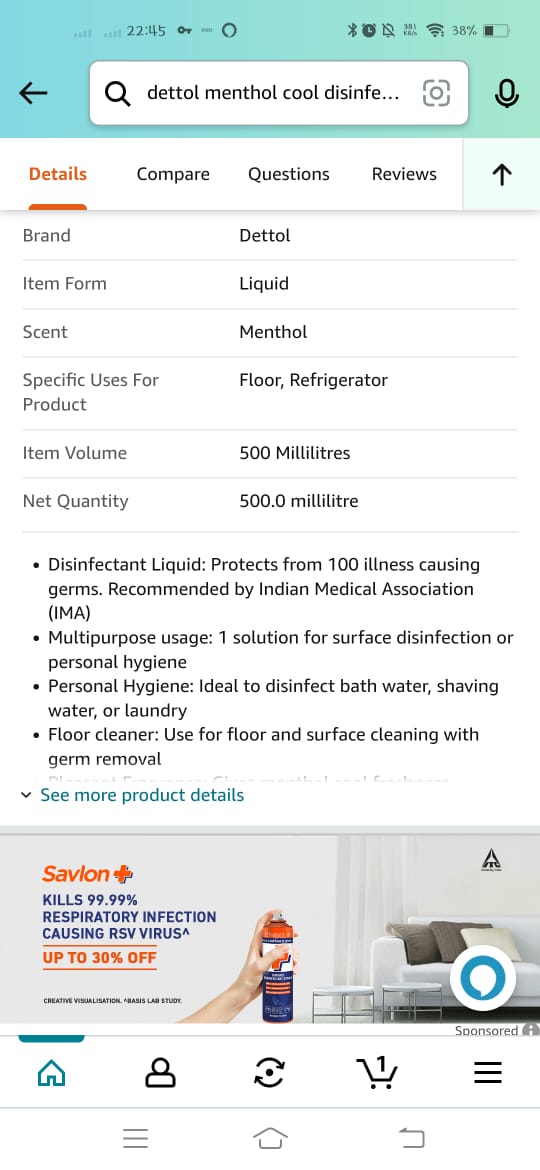 22:45
38%
dettol menthol cool disinfe...
Details Compare Questions Reviews
Brand Dettol
Item Form Liquid
Scent Menthol
Specific Uses For Floor, Refrigerator
Product
Item Volume 500 Millilitres
Net Quantity 500.0 millilitre
• Disinfectant Liquid: Protects from 100 illness causing
germs. Recommended by Indian Medical Association
(IMA)
• Multipurpose usage: 1 solution for surface disinfection or
personal hygiene
• Personal Hygiene: Ideal to disinfect bath water, shaving
water, or laundry
• Floor cleaner: Use for floor and surface cleaning with
germ removal
See more product details
Savlon
KILLS 99.99%
RESPIRATORY INFECTION
CAUSING RSV VIRUS^
UP TO 30% OFF
CREATIVE VISUALISATION. ^BASIS LAB STUDY.
Sponsored
1